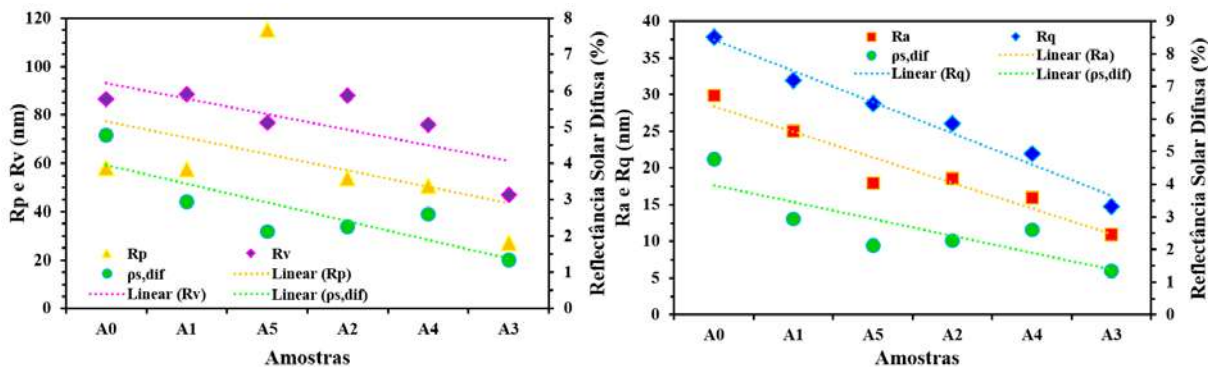 120
100
80
60
40
20
0
Rp e Rv (nm)
8
7
6
5
4
3
2
1
0
Reflectância Solar Difusa (%)
Rp
Rv
ρs,dif
Linear (Rp)
Linear (Rv)
Linear (ρs,dif)
A0 A1 A5 A2 A4 A3
Amostras
40
35
30
25
20
15
10
5
0
Ra e Rq (nm)
9
8
7
6
5
4
3
2
1
0
Reflectância Solar Difusa (%)
Ra
Rq
ρs,dif
Linear (Ra)
Linear (Rq)
Linear (ρs,dif)
A0 A1 A5 A2 A4 A3
Amostras